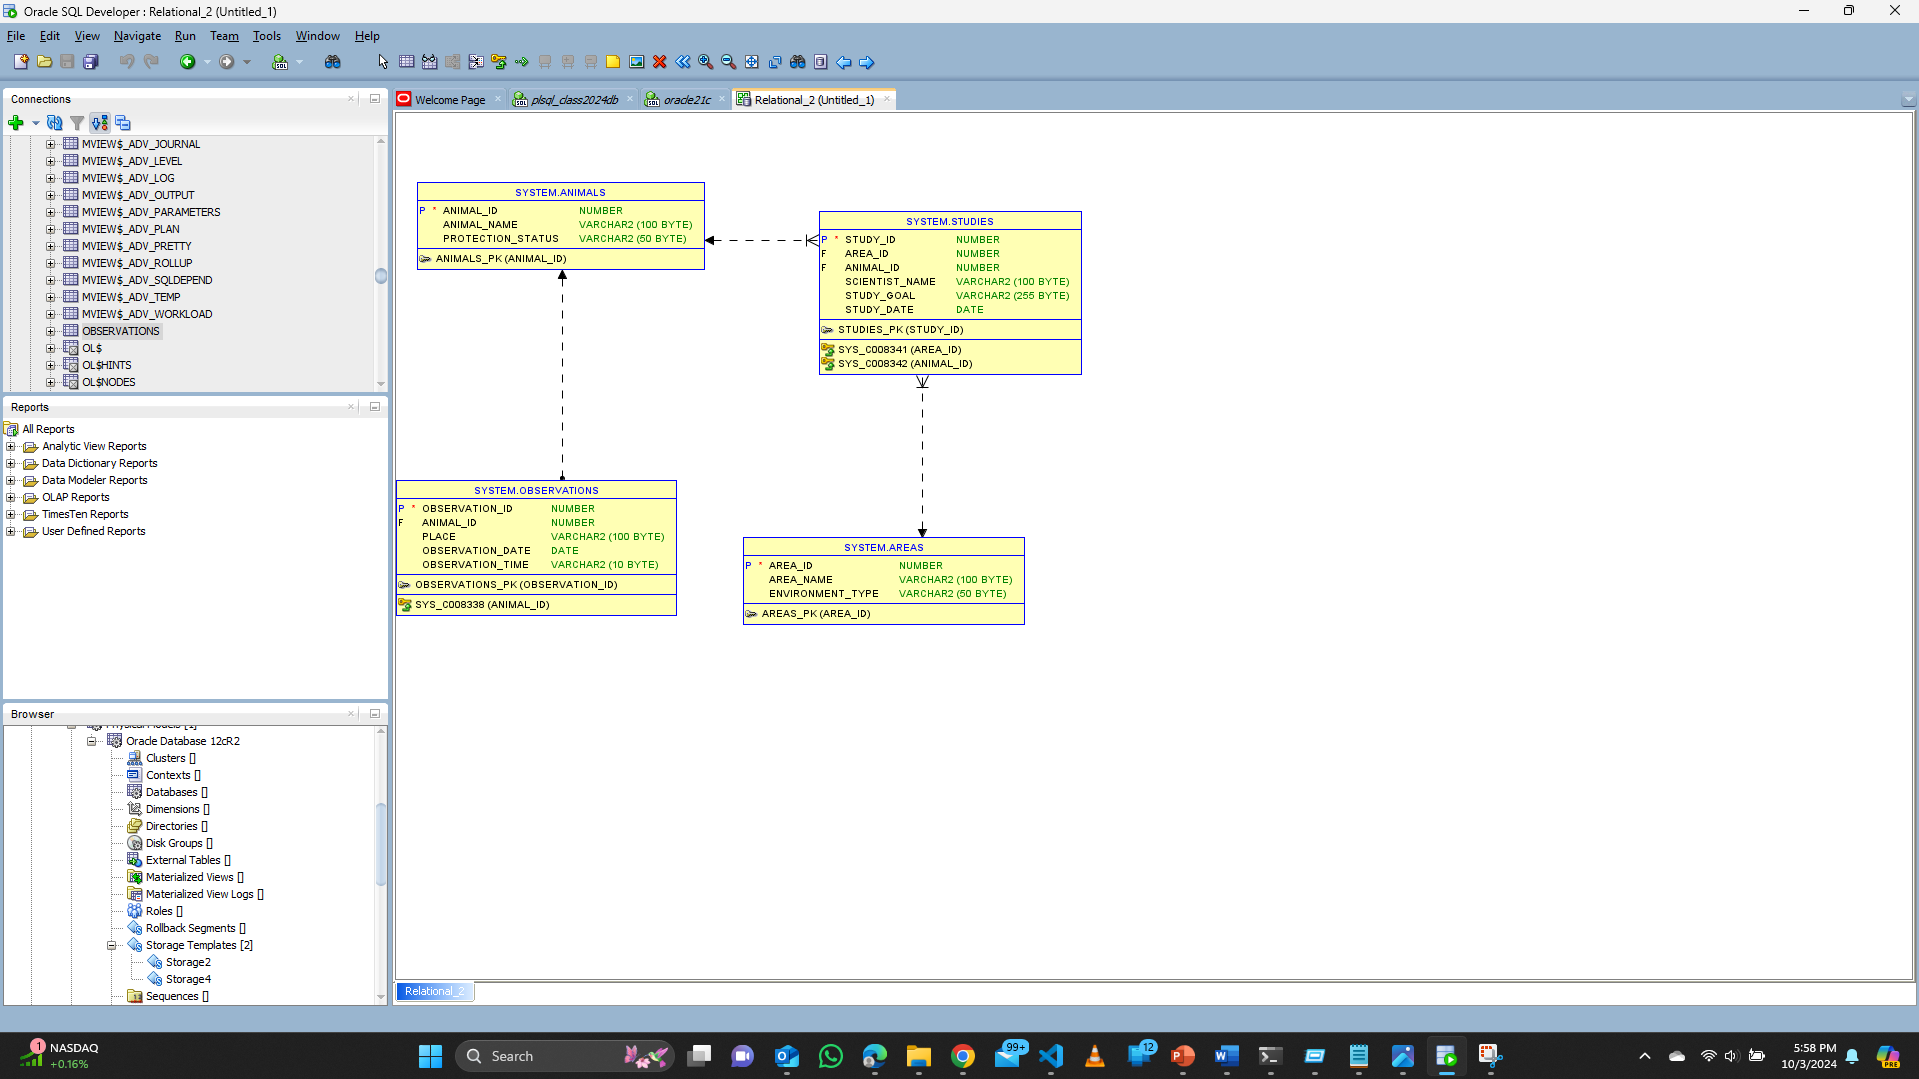 Oracle SQL Developer : Relational_2 (Untitled_1)
File Edit View Navigate Run Team Tools Window Help
Connections
MVIEW$_ADV_JOURNAL
MVIEW$_ADV_LEVEL
MVIEW$_ADV_LOG
MVIEW$_ADV_OUTPUT
MVIEW$_ADV_PARAMETERS
MVIEW$_ADV_PLAN
MVIEW$_ADV_PRETTY
MVIEW$_ADV_ROLLUP
MVIEW$_ADV_SQLDEPEND
MVIEW$_ADV_TEMP
MVIEW$_ADV_WORKLOAD
OBSERVATIONS
OL$
OL$HINTS
OL$NODES
Reports
All Reports
Analytic View Reports
Data Dictionary Reports
Data Modeler Reports
OLAP Reports
TimesTen Reports
User Defined Reports
Browser
Oracle Database 12cR2
Clusters []
Contexts []
Databases []
Dimensions []
Directories []
Disk Groups []
External Tables []
Materialized Views []
Materialized View Logs []
Roles []
Rollback Segments []
Storage Templates [2]
Storage2
Storage4
Sequences []
Welcome Page plsql_class2024db oracle21c Relational_2 (Untitled_1)
SYSTEM.ANIMALS
P * ANIMAL_ID NUMBER
ANIMAL_NAME VARCHAR2 (100 BYTE)
PROTECTION_STATUS VARCHAR2 (50 BYTE)
ANIMALS_PK (ANIMAL_ID)
SYSTEM.STUDIES
P * STUDY_ID NUMBER
F AREA_ID NUMBER
F ANIMAL_ID NUMBER
SCIENTIST_NAME VARCHAR2 (100 BYTE)
STUDY_GOAL VARCHAR2 (255 BYTE)
STUDY_DATE DATE
STUDIES_PK (STUDY_ID)
SYS_C008341 (AREA_ID)
SYS_C008342 (ANIMAL_ID)
SYSTEM.OBSERVATIONS
P * OBSERVATION_ID NUMBER
F ANIMAL_ID NUMBER
PLACE VARCHAR2 (100 BYTE)
OBSERVATION_DATE DATE
OBSERVATION_TIME VARCHAR2 (10 BYTE)
OBSERVATIONS_PK (OBSERVATION_ID)
SYS_C008338 (ANIMAL_ID)
SYSTEM.AREAS
P * AREA_ID NUMBER
AREA_NAME VARCHAR2 (100 BYTE)
ENVIRONMENT_TYPE VARCHAR2 (50 BYTE)
AREAS_PK (AREA_ID)
Relational_2
1 NASDAQ
+0.16%
Search
99+
12
5:58 PM
10/3/2024
PRE